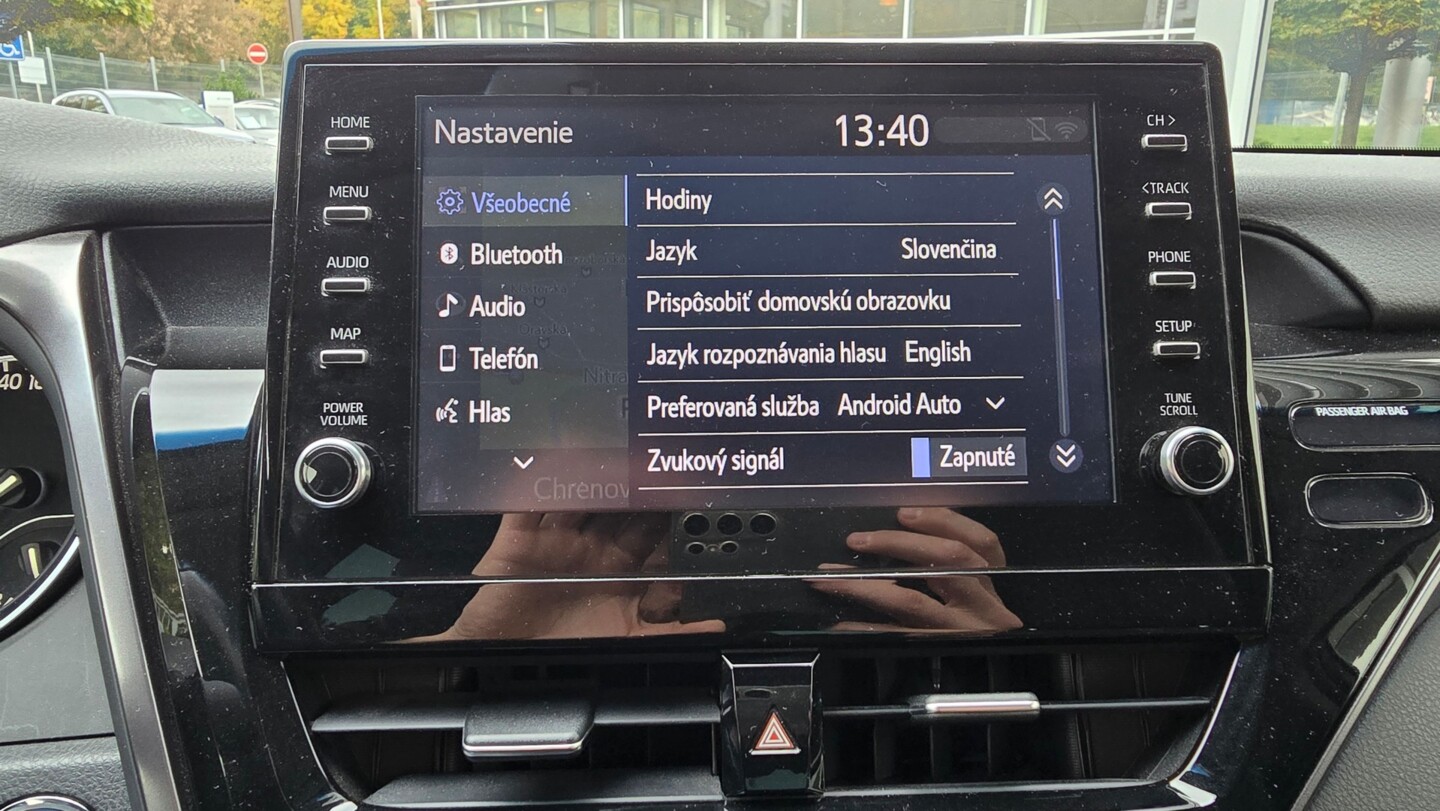 HOME
MENU
AUDIO
MAP
POWER
VOLUME
Nastavenie
13:40
Všeobecné
Bluetooth
Audio
Telefón
Hlas
Chrenov
Nitra
Hodiny
Jazyk Slovenčina
Prispôsobiť domovskú obrazovku
Jazyk rozpoznávania hlasu English
Preferovaná služba Android Auto
Zvukový signál Zapnuté
CH >
<TRACK
PHONE
SETUP
TUNE
SCROLL
PASSENGER AIR BAG